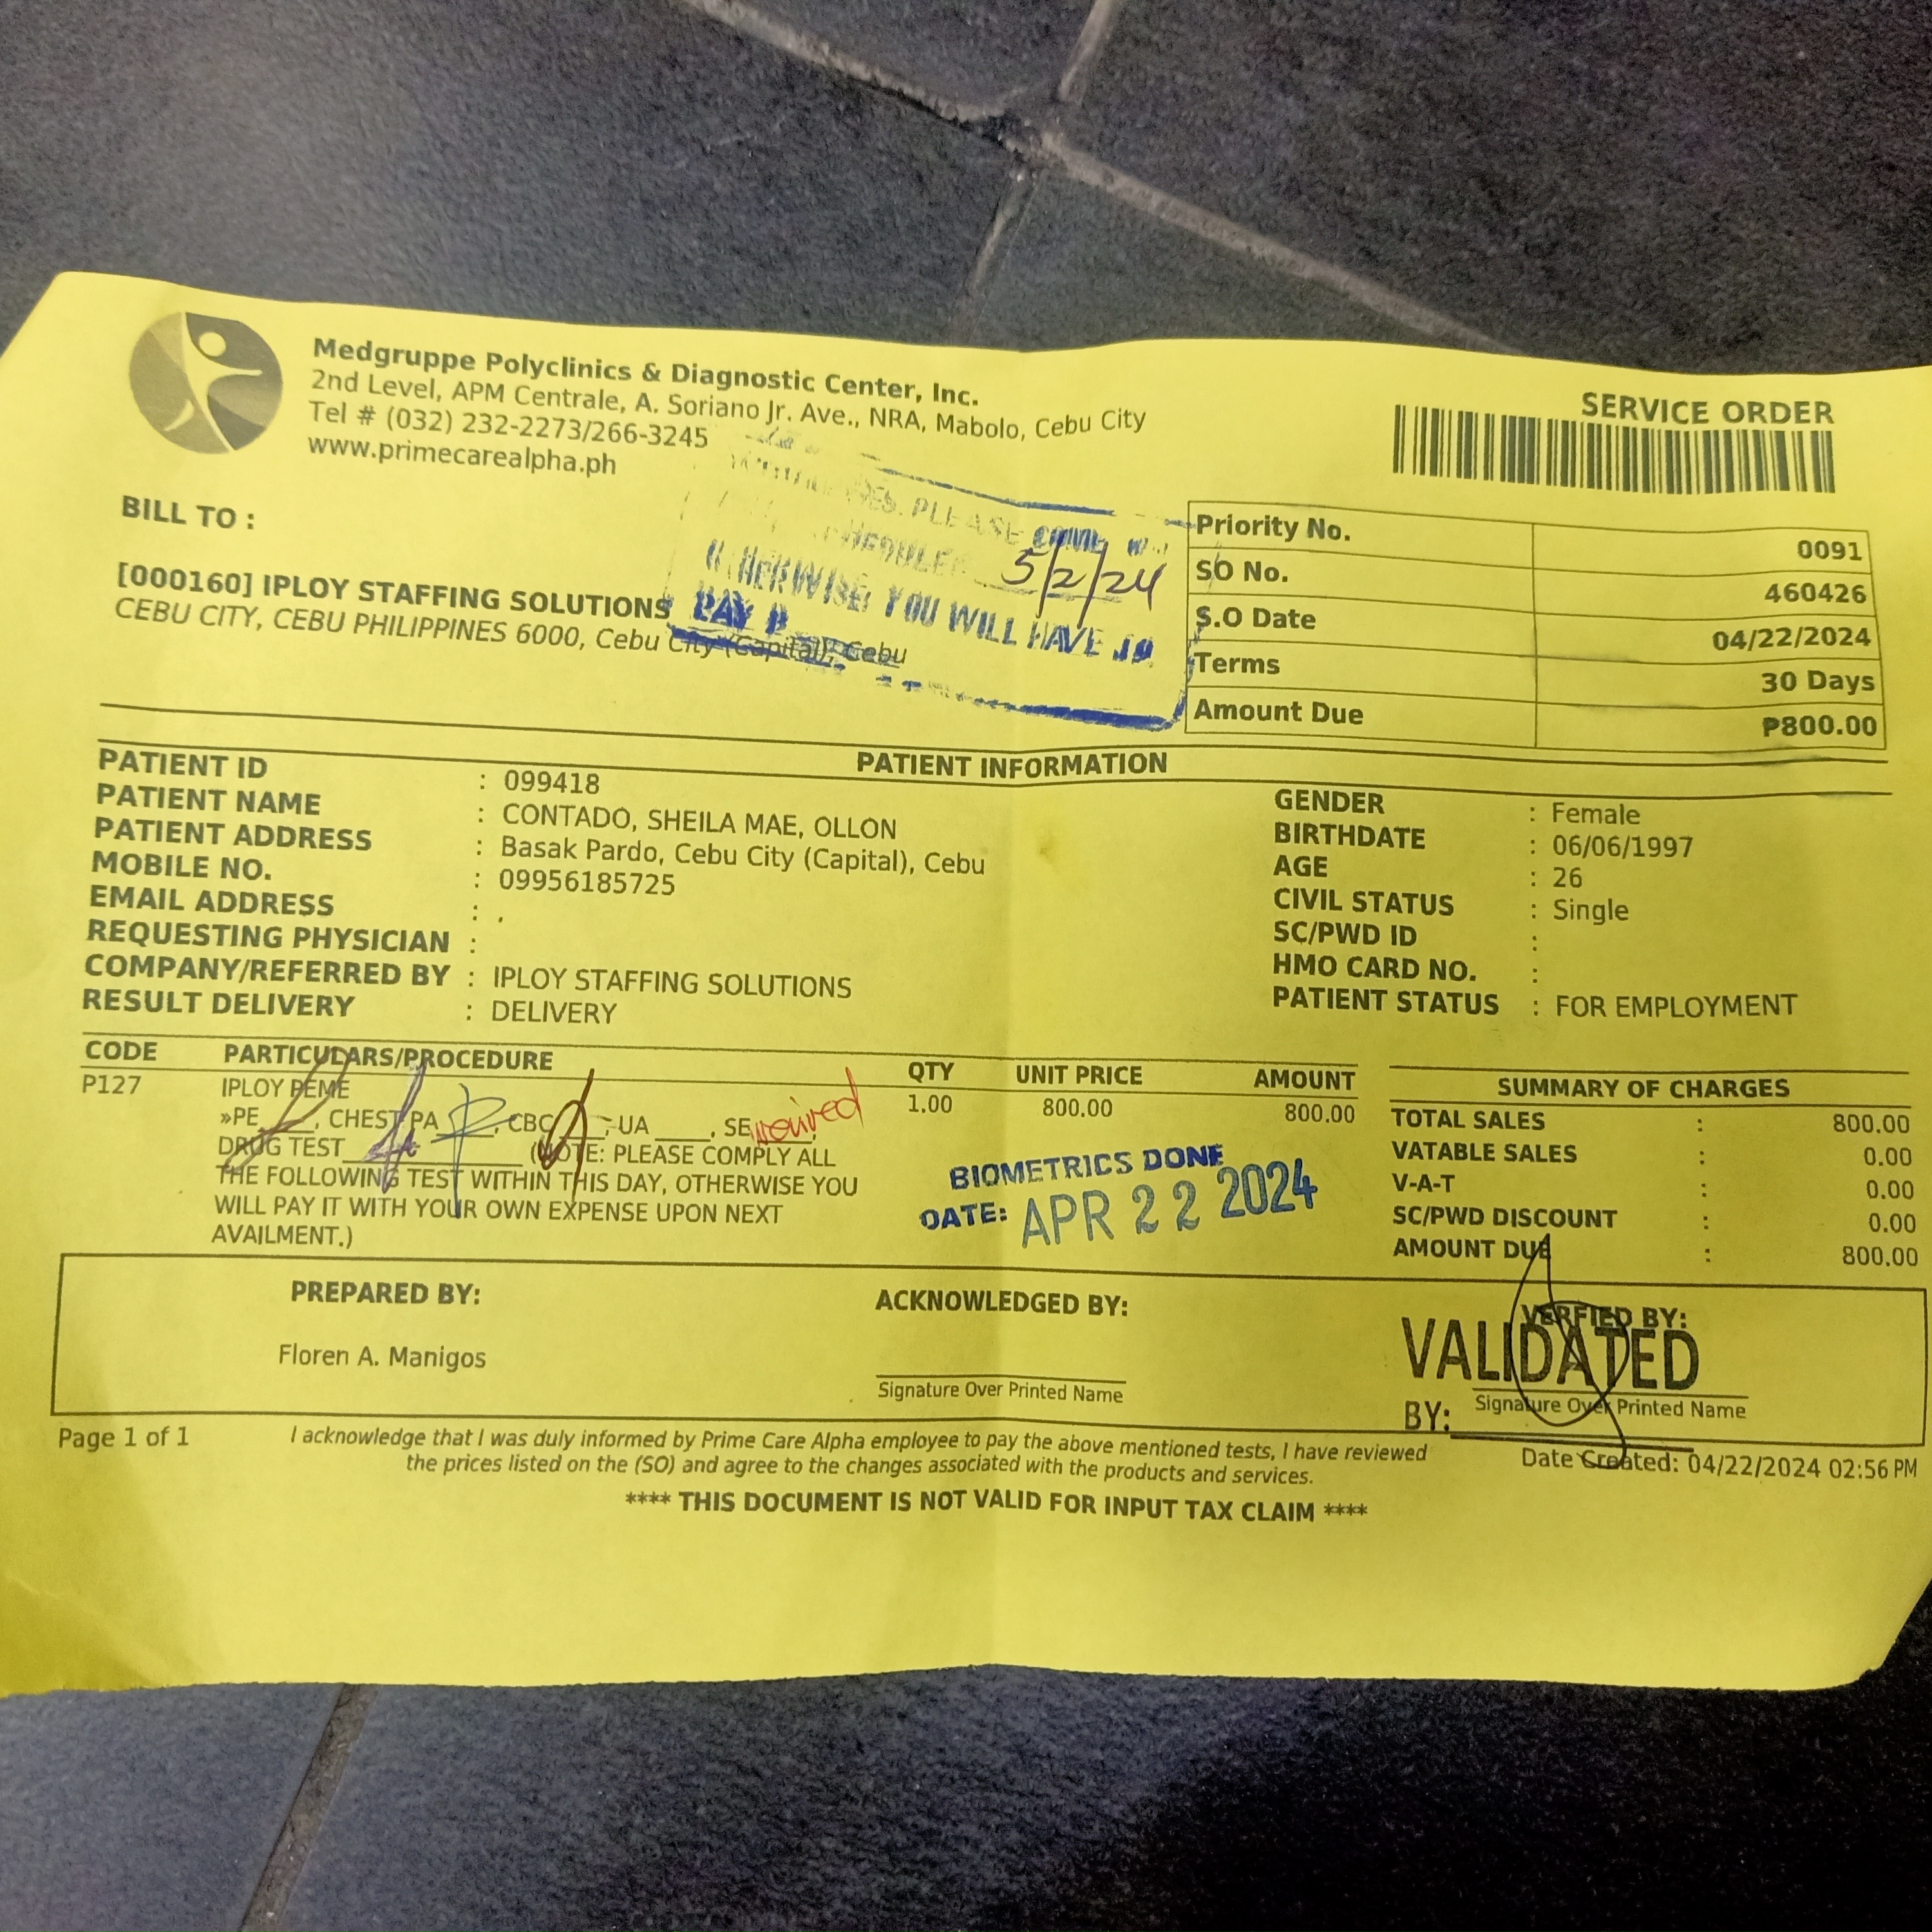 Medgruppe Polyclinics & Diagnostic Center, Inc.
2nd Level, APM Centrale, A. Soriano Jr. Ave., NRA, Mabolo, Cebu City
Tel # (032) 232-2273/266-3245
www.primecarealpha.ph
SERVICE ORDER
BILL TO :
[000160] IPLOY STAFFING SOLUTIONS
CEBU CITY, CEBU PHILIPPINES 6000, Cebu City (Capital), Cebu
PLEASE COME
5/2/24
OTHERWISE, YOU WILL HAVE TO
PAY
Priority No. 0091
SO No. 460426
S.O Date 04/22/2024
Terms 30 Days
Amount Due ₱800.00
PATIENT INFORMATION
PATIENT ID : 099418
PATIENT NAME : CONTADO, SHEILA MAE, OLLON
PATIENT ADDRESS : Basak Pardo, Cebu City (Capital), Cebu
MOBILE NO. : 09956185725
EMAIL ADDRESS : .
REQUESTING PHYSICIAN :
COMPANY/REFERRED BY : IPLOY STAFFING SOLUTIONS
RESULT DELIVERY : DELIVERY
GENDER : Female
BIRTHDATE : 06/06/1997
AGE : 26
CIVIL STATUS : Single
SC/PWD ID :
HMO CARD NO. :
PATIENT STATUS : FOR EMPLOYMENT
CODE PARTICULARS/PROCEDURE QTY UNIT PRICE AMOUNT
P127 IPLOY PEME 1.00 800.00 800.00
»PE____, CHEST PA____, CBC____, UA ____, SE waived,
DRUG TEST____ (NOTE: PLEASE COMPLY ALL
THE FOLLOWING TEST WITHIN THIS DAY, OTHERWISE YOU
WILL PAY IT WITH YOUR OWN EXPENSE UPON NEXT
AVAILMENT.)
BIOMETRICS DONE
DATE: APR 22 2024
SUMMARY OF CHARGES
TOTAL SALES : 800.00
VATABLE SALES : 0.00
V-A-T : 0.00
SC/PWD DISCOUNT : 0.00
AMOUNT DUE : 800.00
PREPARED BY:
Floren A. Manigos
ACKNOWLEDGED BY:
Signature Over Printed Name
VERFIED BY:
VALIDATED
Signature Over Printed Name
BY:
Page 1 of 1
I acknowledge that I was duly informed by Prime Care Alpha employee to pay the above mentioned tests, I have reviewed
the prices listed on the (SO) and agree to the changes associated with the products and services.
Date Created: 04/22/2024 02:56 PM
**** THIS DOCUMENT IS NOT VALID FOR INPUT TAX CLAIM ****